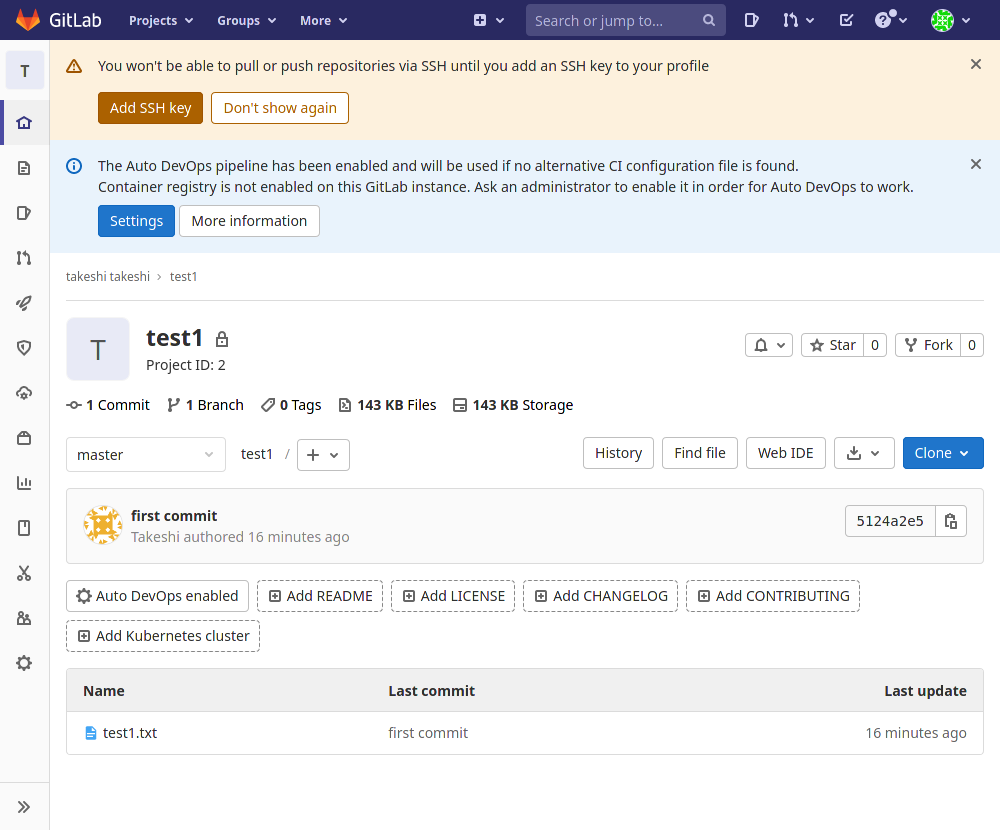 GitLab Projects Groups More Search or jump to...
T
You won't be able to pull or push repositories via SSH until you add an SSH key to your profile
Add SSH key Don't show again
The Auto DevOps pipeline has been enabled and will be used if no alternative CI configuration file is found.
Container registry is not enabled on this GitLab instance. Ask an administrator to enable it in order for Auto DevOps to work.
Settings More information
takeshi takeshi > test1
T
test1
Project ID: 2
Star 0 Fork 0
1 Commit 1 Branch 0 Tags 143 KB Files 143 KB Storage
master test1 / + History Find file Web IDE Clone
first commit
Takeshi authored 16 minutes ago
5124a2e5
Auto DevOps enabled Add README Add LICENSE Add CHANGELOG Add CONTRIBUTING
Add Kubernetes cluster
Name Last commit Last update
test1.txt first commit 16 minutes ago